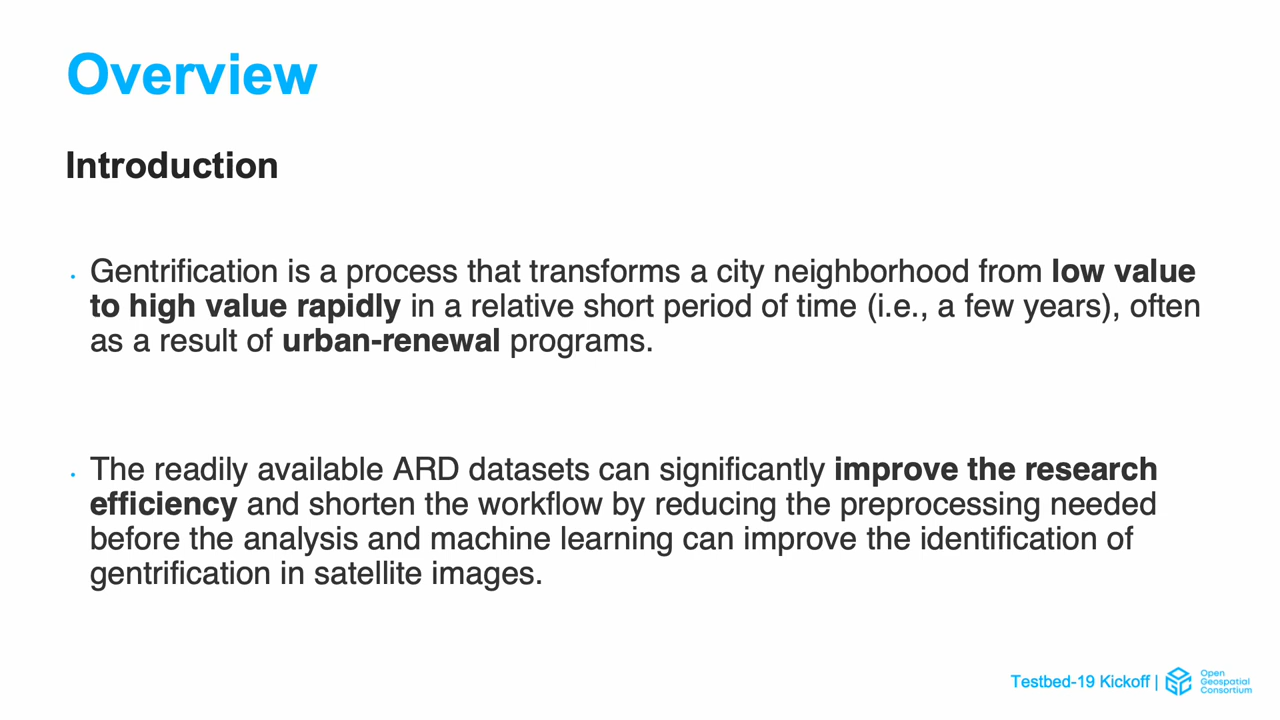 Overview
Introduction
· Gentrification is a process that transforms a city neighborhood from low value
to high value rapidly in a relative short period of time (i.e., a few years), often
as a result of urban-renewal programs.
· The readily available ARD datasets can significantly improve the research
efficiency and shorten the workflow by reducing the preprocessing needed
before the analysis and machine learning can improve the identification of
gentrification in satellite images.
Testbed-19 Kickoff |
Open
Geospatial
Consortium